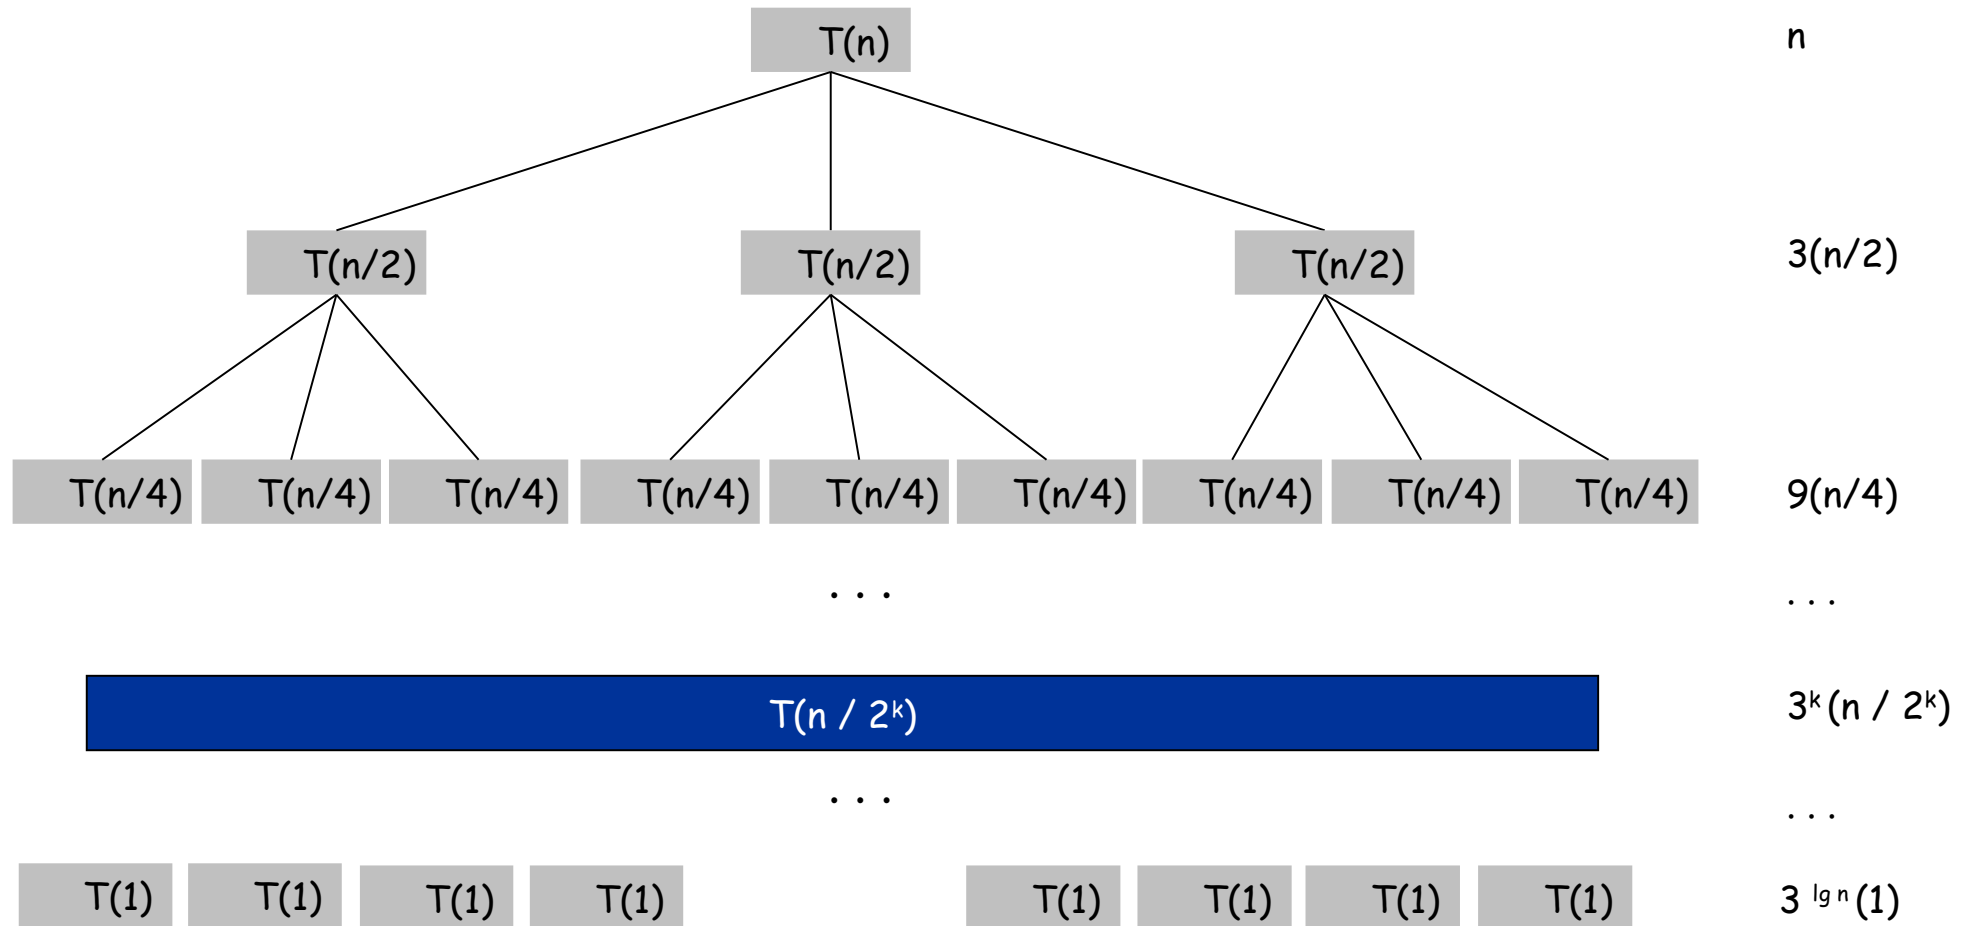 T(n) n
T(n/2) T(n/2) T(n/2) 3(n/2)
T(n/4) T(n/4) T(n/4) T(n/4) T(n/4) T(n/4) T(n/4) T(n/4) T(n/4) 9(n/4)
. . . . . .
T(n / 2ᵏ) 3ᵏ (n / 2ᵏ)
. . . . . .
T(1) T(1) T(1) T(1) T(1) T(1) T(1) T(1) 3 ˡᵍ ⁿ (1)